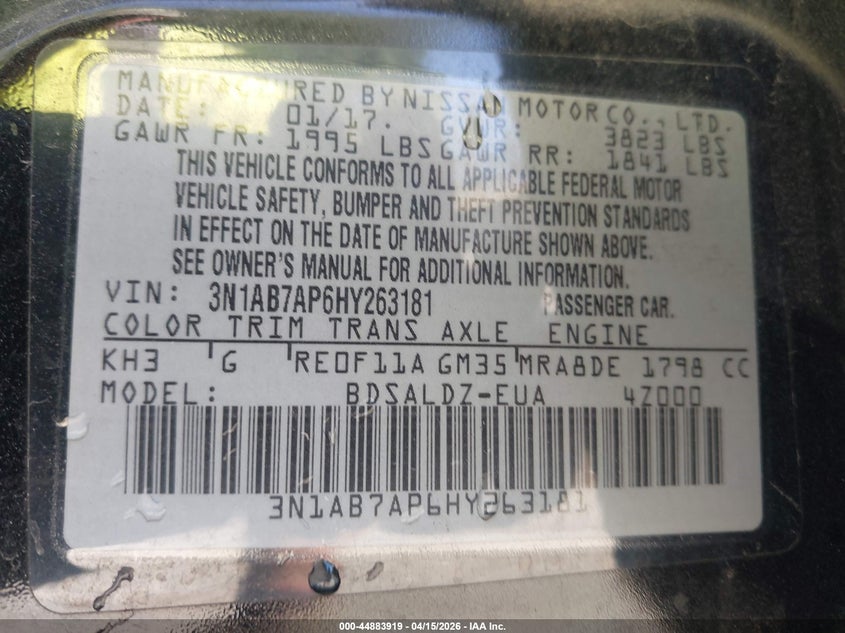 MANUFACTURED BY NISSAN MOTOR CO., LTD.
DATE: 01/17. GVWR: 3823 LBS
GAWR FR: 1995 LBS GAWR RR: 1841 LBS
THIS VEHICLE CONFORMS TO ALL APPLICABLE FEDERAL MOTOR
VEHICLE SAFETY, BUMPER AND THEFT PREVENTION STANDARDS
IN EFFECT ON THE DATE OF MANUFACTURE SHOWN ABOVE.
SEE OWNER'S MANUAL FOR ADDITIONAL INFORMATION.
VIN: 3N1AB7AP6HY263181 PASSENGER CAR.
COLOR TRIM TRANS AXLE ENGINE
KH3 G RE0F11A GM35 MRA8DE 1798 CC
MODEL: BDSALDZ-EUA 4Z000
3N1AB7AP6HY263181
000-44883919 - 04/15/2026 - IAA Inc.